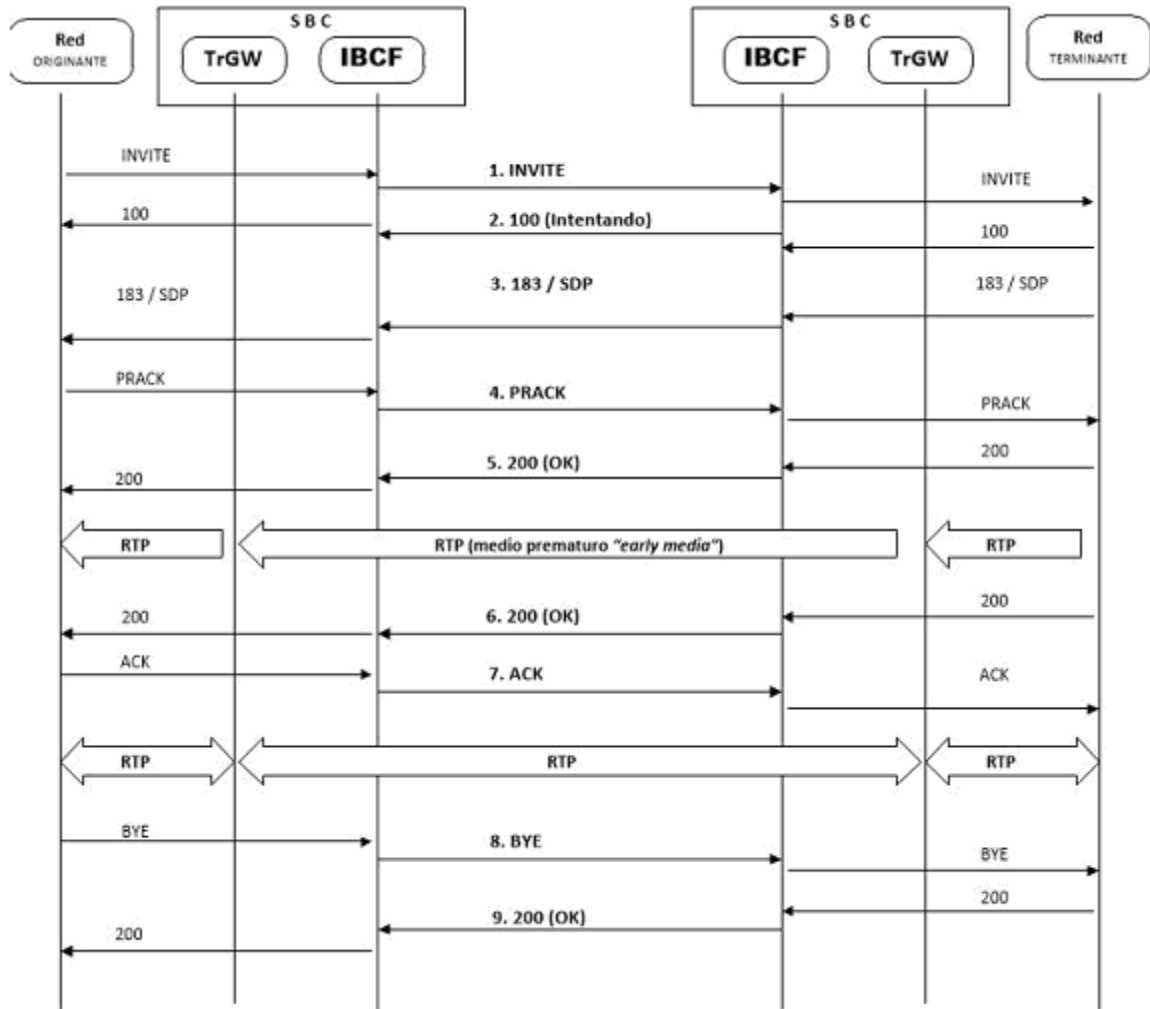 S B C
S B C
Red
ORIGINANTE
TrGW
IBCF
IBCF
TrGW
Red
TERMINANTE
INVITE
1. INVITE
INVITE
100
2. 100 (Intentando)
100
183 / SDP
3. 183 / SDP
183 / SDP
PRACK
4. PRACK
PRACK
200
5. 200 (OK)
200
RTP
RTP (medio prematuro “early media”)
RTP
200
6. 200 (OK)
200
ACK
7. ACK
ACK
RTP
RTP
RTP
BYE
8. BYE
BYE
200
9. 200 (OK)
200